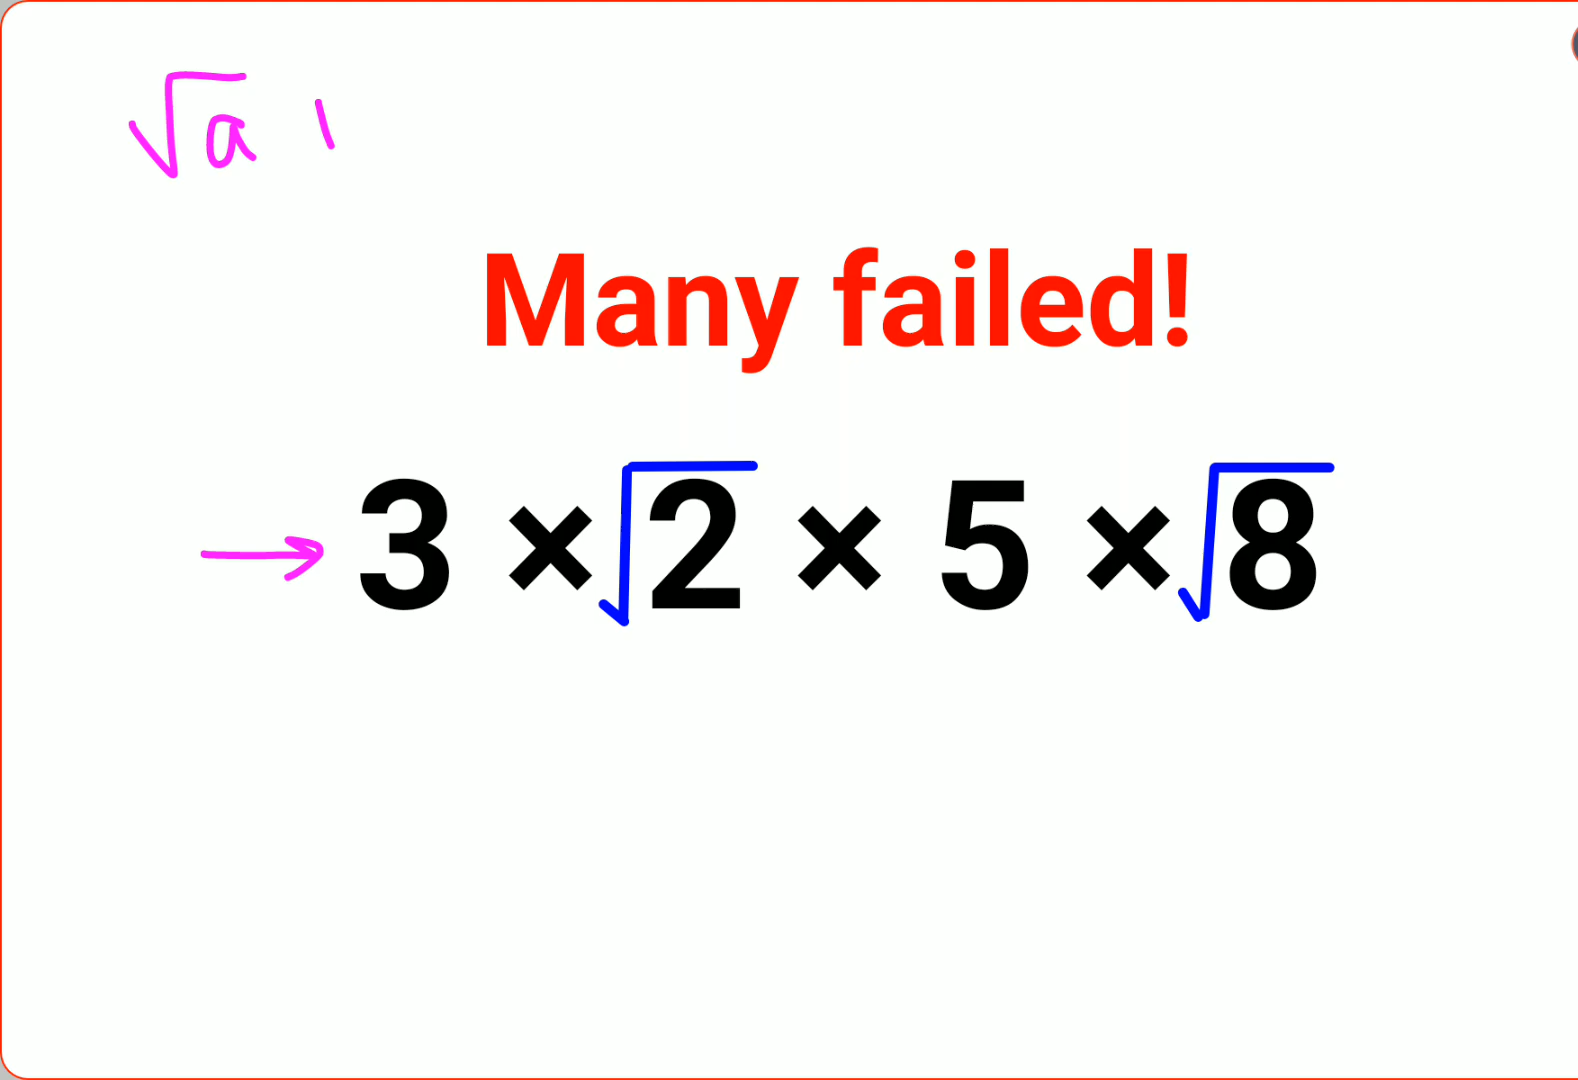 √a \
Many failed!
→ 3 × √2 × 5 × √8